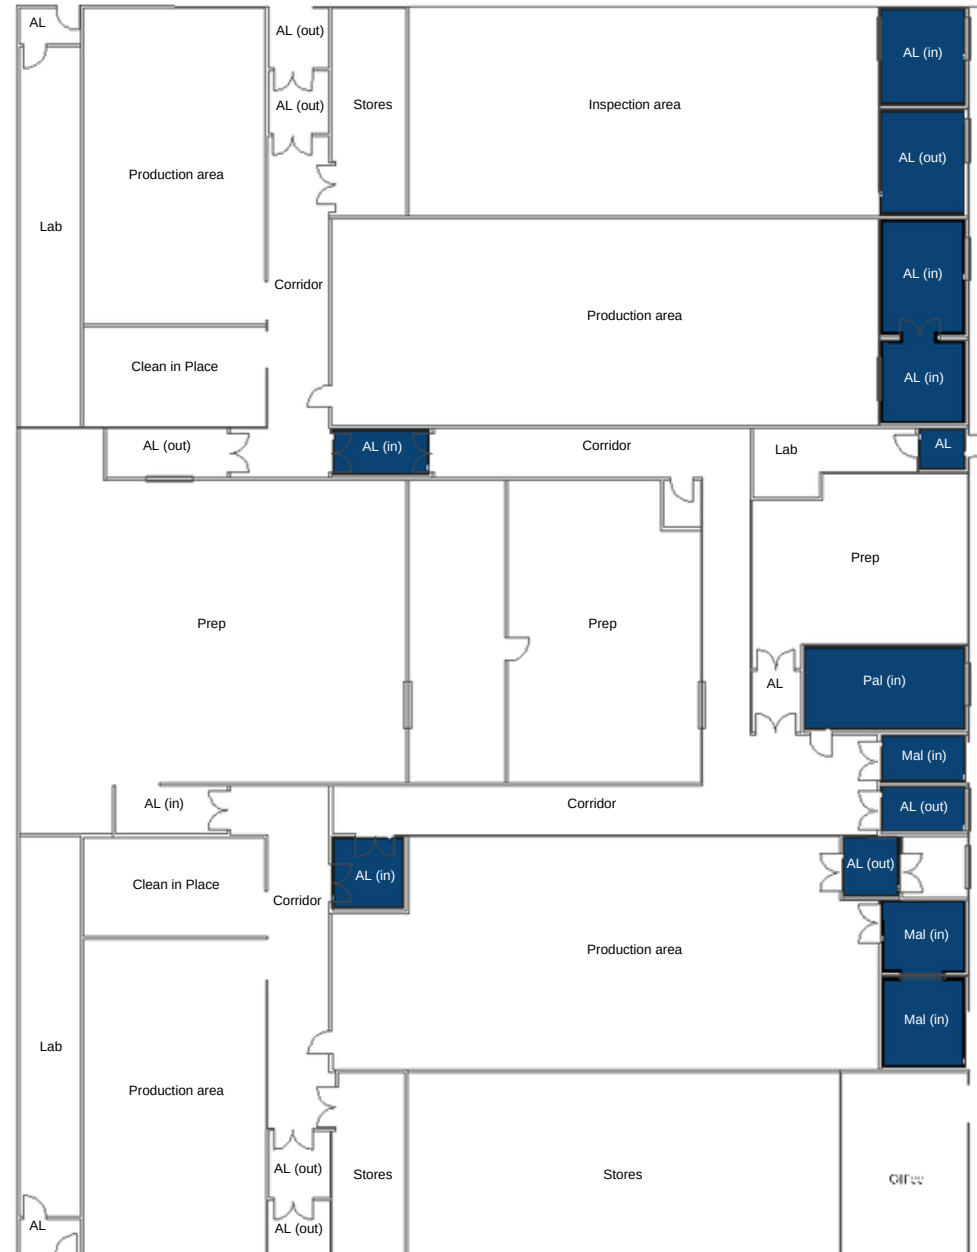 AL
AL (out)
AL (in)
AL (out)
Stores
Inspection area
AL (out)
Production area
Lab
AL (in)
Corridor
Production area
Clean in Place
AL (in)
AL (out)
AL (in)
Corridor
Lab
AL
Prep
Prep
Prep
AL
Pal (in)
Mal (in)
AL (in)
Corridor
AL (out)
Clean in Place
AL (in)
AL (out)
Corridor
Production area
Mal (in)
Mal (in)
Lab
Production area
AL (out)
Stores
Stores
AL
AL (out)